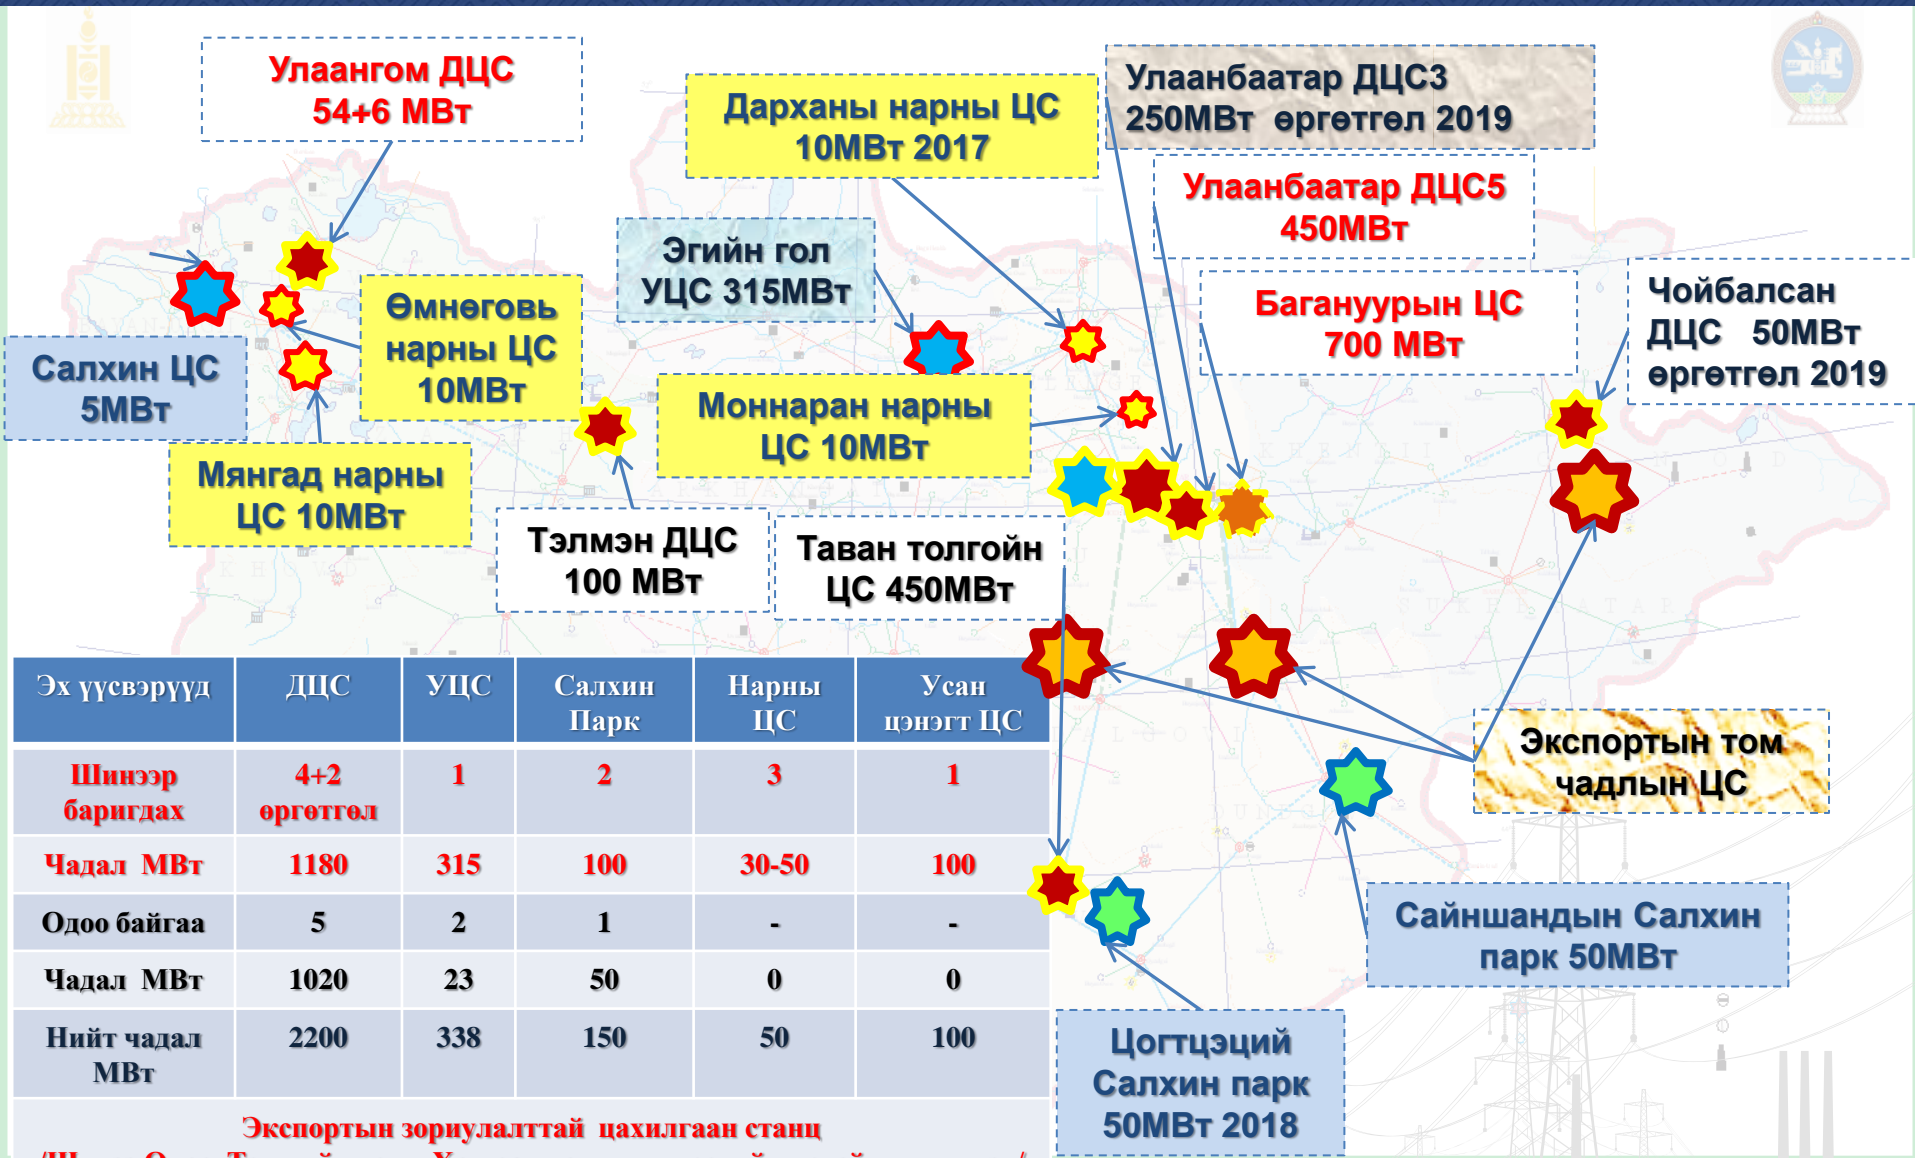 Улаангом ДЦС
54+6 МВт
Дарханы нарны ЦС
10МВт 2017
Улаанбаатар ДЦС3
250МВт өргөтгөл 2019
Улаанбаатар ДЦС5
450МВт
Эгийн гол
УЦС 315МВт
Багануурын ЦС
700 МВт
Чойбалсан
ДЦС 50МВт
өргөтгөл 2019
Өмнөговь
нарны ЦС
10МВт
Салхин ЦС
5МВт
Моннаран нарны
ЦС 10МВт
Мянгад нарны
ЦС 10МВт
Тэлмэн ДЦС
100 МВт
Таван толгойн
ЦС 450МВт
Экспортын том
чадлын ЦС
Сайншандын Салхин
парк 50МВт
Цогтцэций
Салхин парк
50МВт 2018
Эх үүсвэрүүд ДЦС УЦС Салхин Парк Нарны ЦС Усан цэнэгт ЦС
Шинээр баригдах 4+2 өргөтгөл 1 2 3 1
Чадал МВт 1180 315 100 30-50 100
Одоо байгаа 5 2 1 - -
Чадал МВт 1020 23 50 0 0
Нийт чадал МВт 2200 338 150 50 100
Экспортын зориулалттай цахилгаан станц